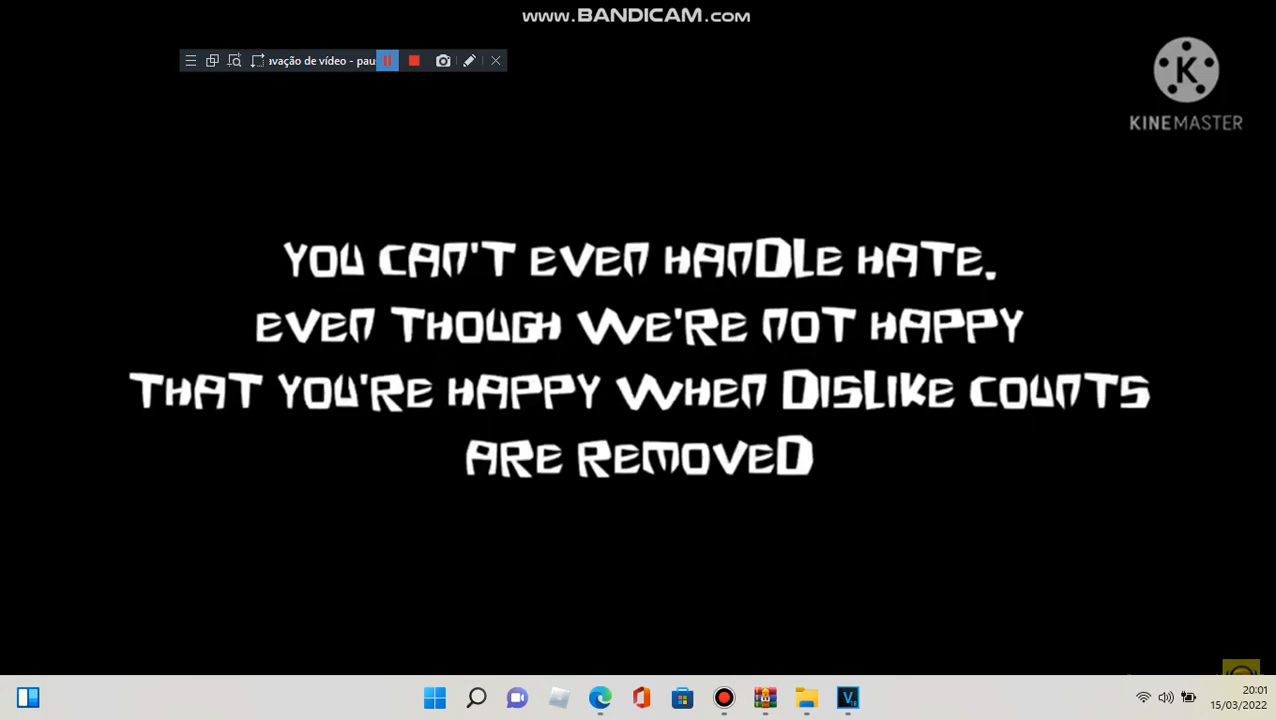 www.BANDICAM.com
avação de vídeo - pau
K
KINEMASTER
YOU CAN'T EVEN HANDLE HATE.
EVEN THOUGH WE'RE NOT HAPPY
THAT YOU'RE HAPPY WHEN DISLIKE COUNTS
ARE REMOVED
20:01
15/03/2022